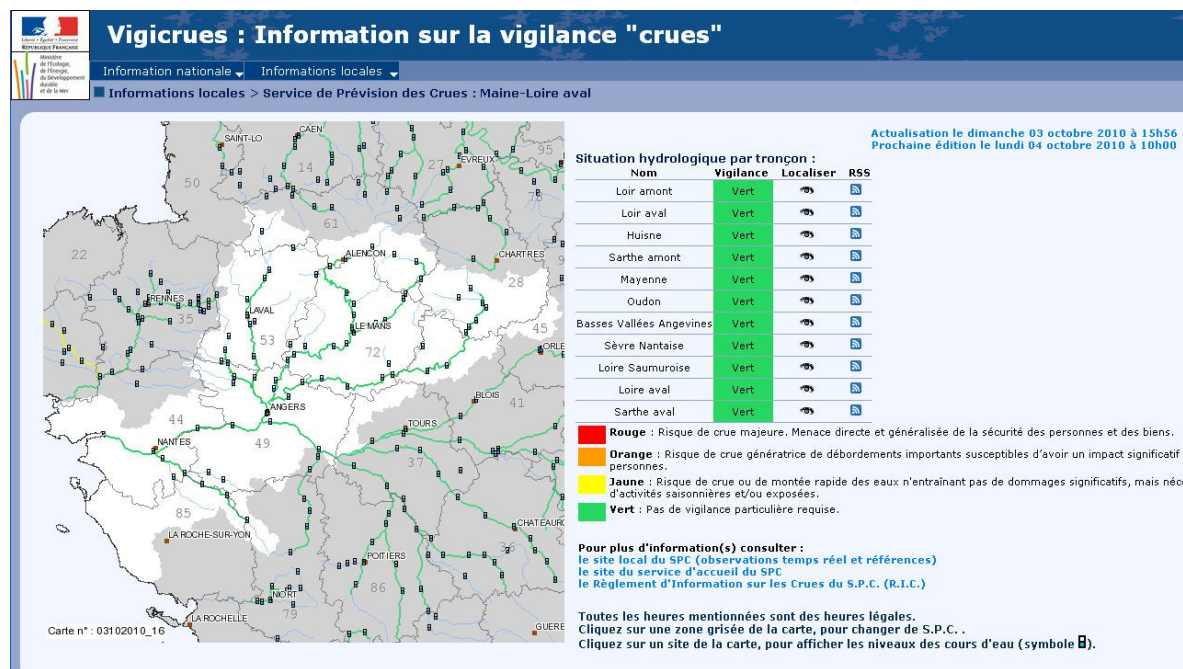 Vigicrues : Information sur la vigilance "crues"
Liberté • Égalité • Fraternité
RÉPUBLIQUE FRANÇAISE
Ministère
de l'Écologie,
de l'Énergie,
du Développement
durable
et de la Mer
Information nationale
Informations locales
Informations locales > Service de Prévision des Crues : Maine-Loire aval
Actualisation le dimanche 03 octobre 2010 à 15h56
Prochaine édition le lundi 04 octobre 2010 à 10h00
Situation hydrologique par tronçon :
Nom Vigilance Localiser RSS
Loir amont Vert
Loir aval Vert
Huisne Vert
Sarthe amont Vert
Mayenne Vert
Oudon Vert
Basses Vallées Angevines Vert
Sèvre Nantaise Vert
Loire Saumuroise Vert
Loire aval Vert
Sarthe aval Vert
Rouge : Risque de crue majeure. Menace directe et généralisée de la sécurité des personnes et des biens.
Orange : Risque de crue génératrice de débordements importants susceptibles d'avoir un impact significatif
personnes.
Jaune : Risque de crue ou de montée rapide des eaux n'entraînant pas de dommages significatifs, mais néc
d'activités saisonnières et/ou exposées.
Vert : Pas de vigilance particulière requise.
Pour plus d'information(s) consulter :
le site local du SPC (observations temps réel et références)
le site du service d'accueil du SPC
le Règlement d'Information sur les Crues du S.P.C. (R.I.C.)
Toutes les heures mentionnées sont des heures légales.
Cliquez sur une zone grisée de la carte, pour changer de S.P.C. .
Cliquez sur un site de la carte, pour afficher les niveaux des cours d'eau (symbole ).
SAINT-LO
CAEN
14
27
EVREUX
95
50
61
22
ALENCON
CHARTRES
28
RENNES
35
LAVAL
53
LE MANS
72
45
ORLE
BLOIS
41
ANGERS
44
NANTES
49
TOURS
37
85
LA ROCHE-SUR-YON
CHATEAURO
36
POITIERS
86
NIORT
79
LA ROCHELLE
GUERE
Carte n° : 03102010_16